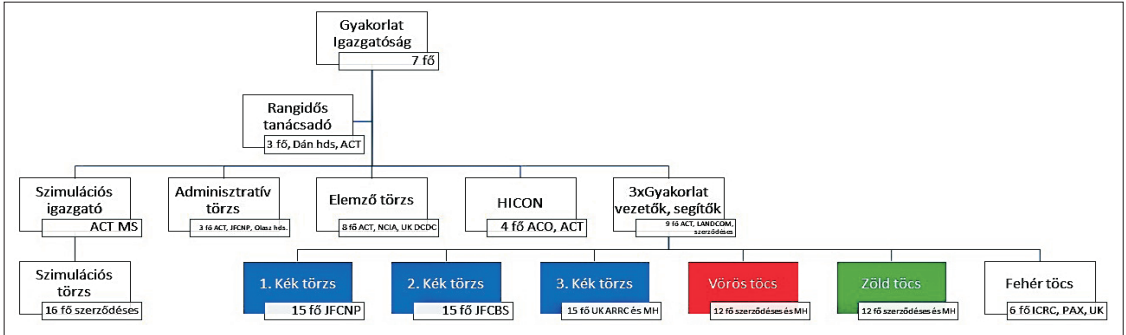 Gyakorlat
Igazgatóság
7 fő
Rangidős
tanácsadó
3 fő, Dán hds, ACT
Szimulációs
igazgató
ACT MS
Adminisztratív
törzs
3 fő ACT, JFCNP, Olasz hds.
Elemző törzs
8 fő ACT, NCIA, UK DCDC
HICON
4 fő ACO, ACT
3xGyakorlat
vezetők, segítők
9 fő ACT, LANDCOM,
szerződéses
Szimulációs
törzs
16 fő szerződéses
1. Kék törzs
15 fő JFCNP
2. Kék törzs
15 fő JFCBS
3. Kék törzs
15 fő UK ARRC és MH
Vörös töcs
12 fő szerződéses és MH
Zöld töcs
12 fő szerződéses és MH
Fehér töcs
6 fő ICRC, PAX, UK